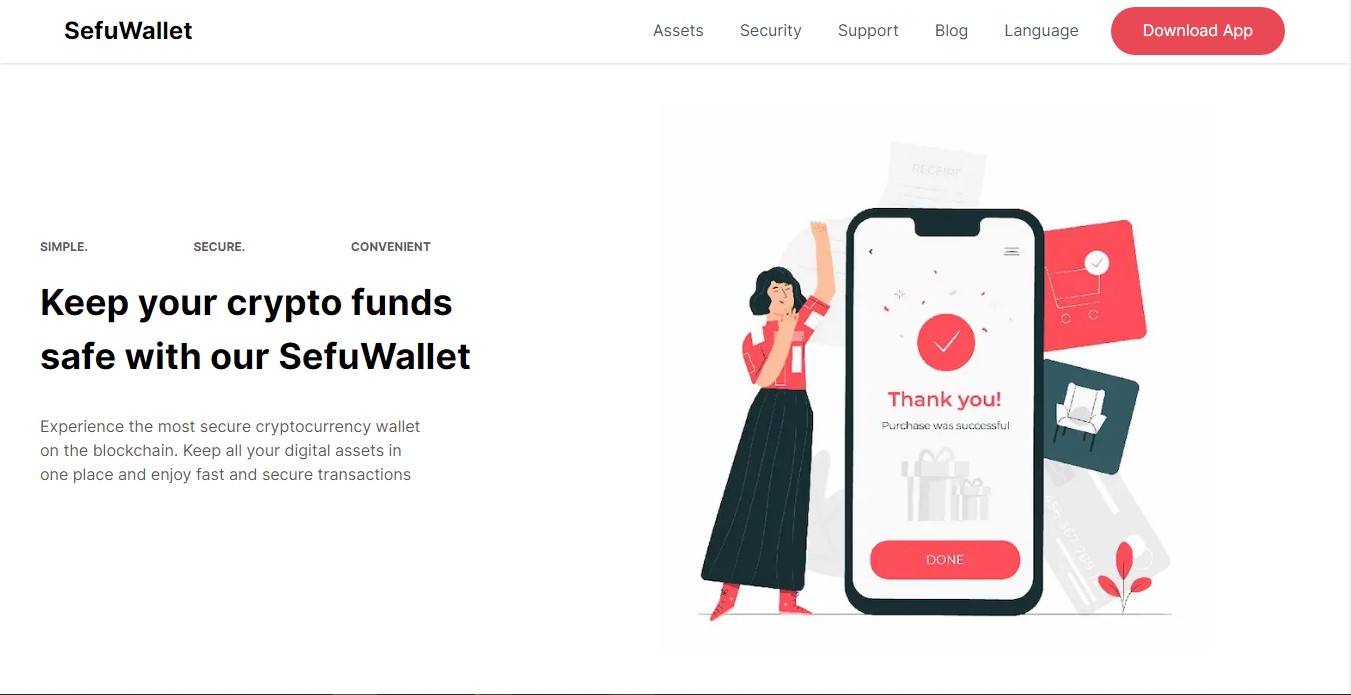 SefuWallet
Assets
Security
Support
Blog
Language
Download App
SIMPLE.
SECURE.
CONVENIENT
Keep your crypto funds
safe with our SefuWallet
Experience the most secure cryptocurrency wallet
on the blockchain. Keep all your digital assets in
one place and enjoy fast and secure transactions
RECEIPT
Thank you!
Purchase was successful
DONE